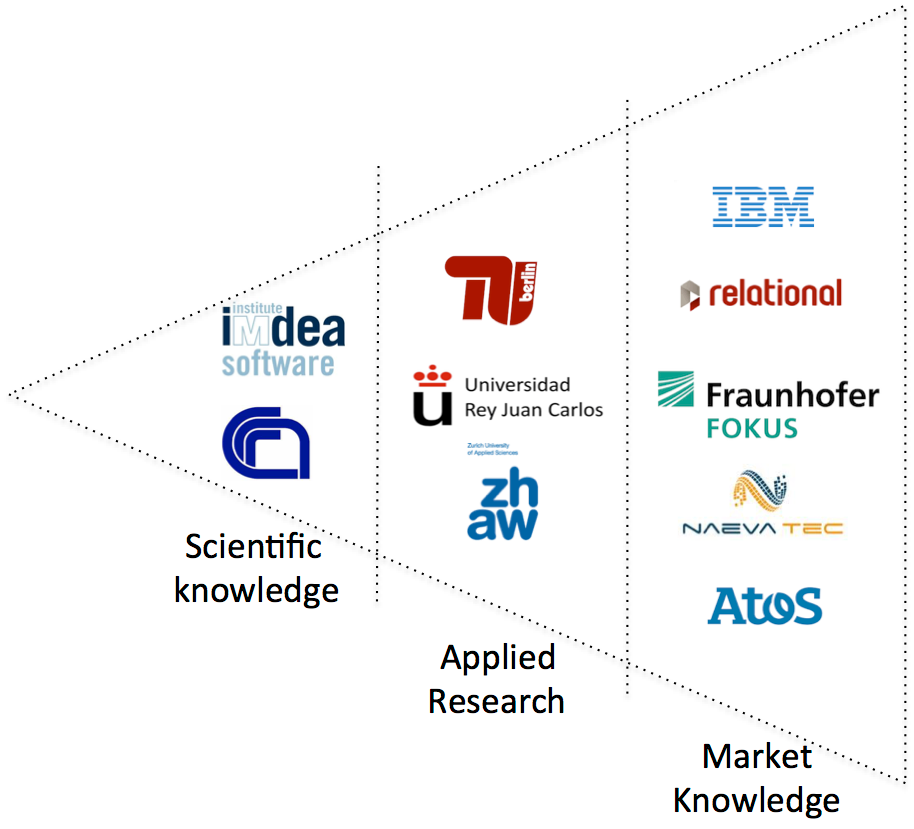 institute
imdea
software
Scientific
knowledge
TU
berlin
Universidad
Rey Juan Carlos
Zurich University
of Applied Sciences
zh
aw
Applied
Research
IBM
relational
Fraunhofer
FOKUS
NAEVA TEC
Atos
Market
Knowledge